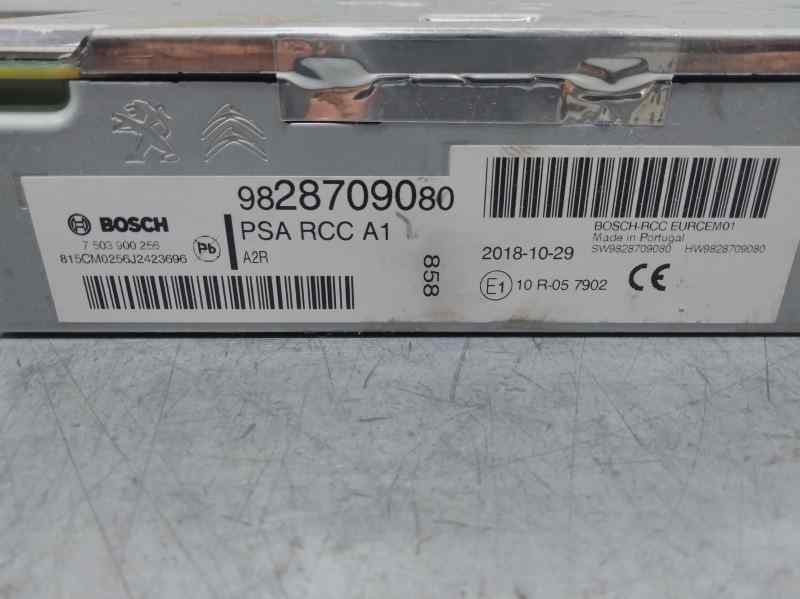 BOSCH
7 503 900 256
Pb
815CM0256J2423696
9828709080
PSA RCC A1
A2R
858
BOSCH-RCC EURCEM01
Made in Portugal
SW9828709080 HW9828709080
2018-10-29
E1 10 R-05 7902 CE